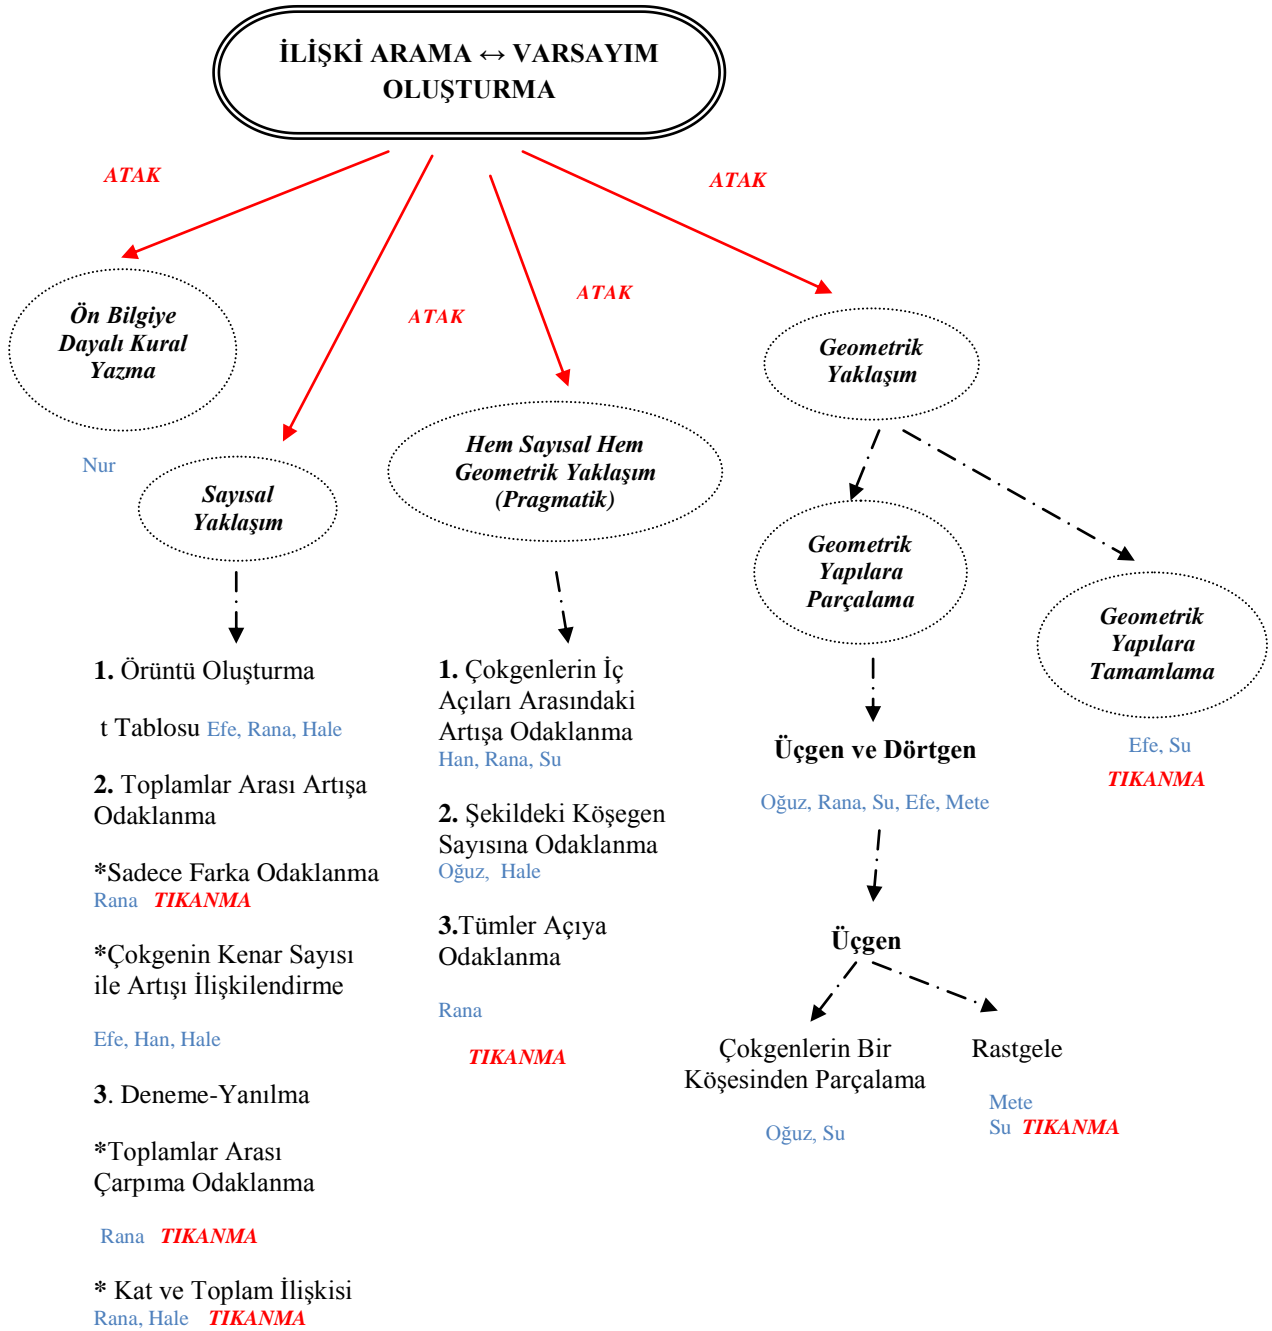 İLİŞKİ ARAMA ↔ VARSAYIM
OLUŞTURMA
ATAK
ATAK
ATAK
ATAK
Ön Bilgiye
Dayalı Kural
Yazma
Nur
Sayısal
Yaklaşım
1. Örüntü Oluşturma
t Tablosu Efe, Rana, Hale
2. Toplamlar Arası Artışa
Odaklanma
*Sadece Farka Odaklanma
Rana TIKANMA
*Çokgenin Kenar Sayısı
ile Artışı İlişkilendirme
Efe, Han, Hale
3. Deneme-Yanılma
*Toplamlar Arası
Çarpıma Odaklanma
Rana TIKANMA
* Kat ve Toplam İlişkisi
Rana, Hale TIKANMA
Hem Sayısal Hem
Geometrik Yaklaşım
(Pragmatik)
1. Çokgenlerin İç
Açıları Arasındaki
Artışa Odaklanma
Han, Rana, Su
2. Şekildeki Köşegen
Sayısına Odaklanma
Oğuz, Hale
3.Tümler Açıya
Odaklanma
Rana
TIKANMA
Geometrik
Yaklaşım
Geometrik
Yapılara
Parçalama
Üçgen ve Dörtgen
Oğuz, Rana, Su, Efe, Mete
Üçgen
Çokgenlerin Bir
Köşesinden Parçalama
Oğuz, Su
Rastgele
Mete
Su TIKANMA
Geometrik
Yapılara
Tamamlama
Efe, Su
TIKANMA